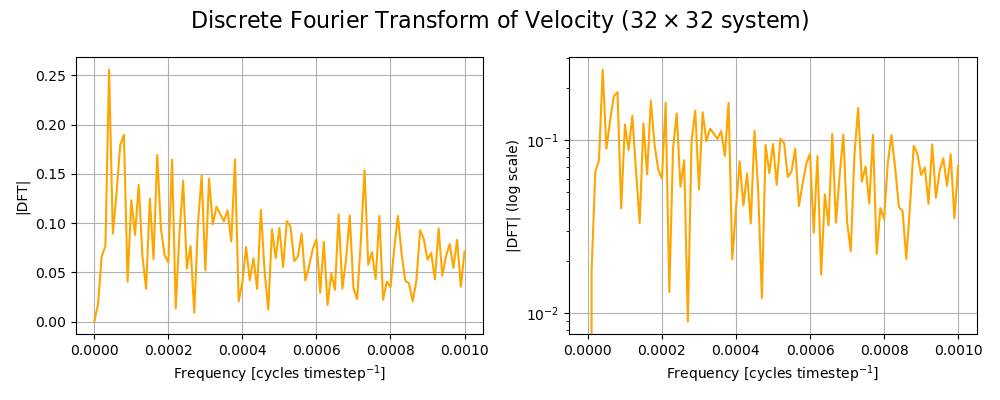 Discrete Fourier Transform of Velocity (32 × 32 system)
|DFT|
0.25
0.20
0.15
0.10
0.05
0.00
0.0000 0.0002 0.0004 0.0006 0.0008 0.0010
Frequency [cycles timestep⁻¹]
|DFT| (log scale)
10⁻¹
10⁻²
0.0000 0.0002 0.0004 0.0006 0.0008 0.0010
Frequency [cycles timestep⁻¹]